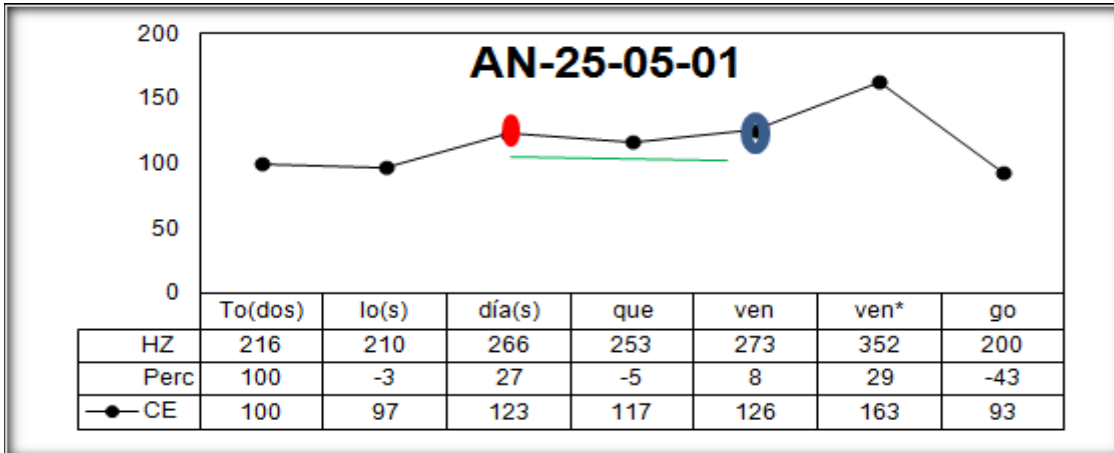 AN-25-05-01
200
150
100
50
0
To(dos) lo(s) día(s) que ven ven* go
HZ 216 210 266 253 273 352 200
Perc 100 -3 27 -5 8 29 -43
CE 100 97 123 117 126 163 93